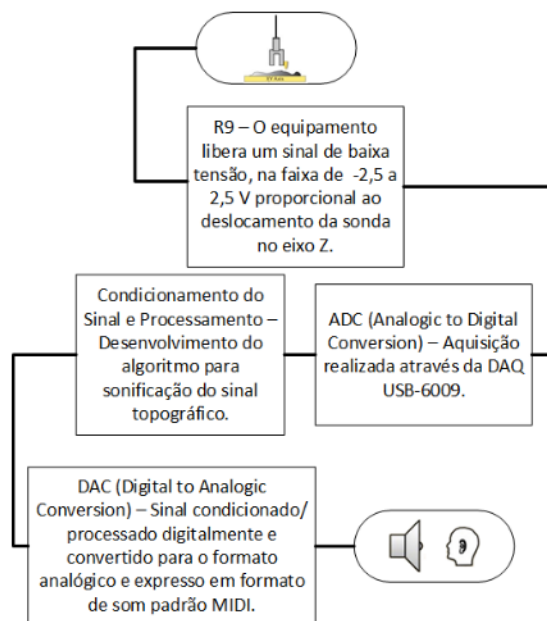 R9 – O equipamento
libera um sinal de baixa
tensão, na faixa de -2,5 a
2,5 V proporcional ao
deslocamento da sonda
no eixo Z.
Condicionamento do
Sinal e Processamento –
Desenvolvimento do
algoritmo para
sonificação do sinal
topográfico.
ADC (Analogic to Digital
Conversion) – Aquisição
realizada através da DAQ
USB-6009.
DAC (Digital to Analogic
Conversion) – Sinal condicionado/
processado digitalmente e
convertido para o formato
analógico e expresso em formato
de som padrão MIDI.